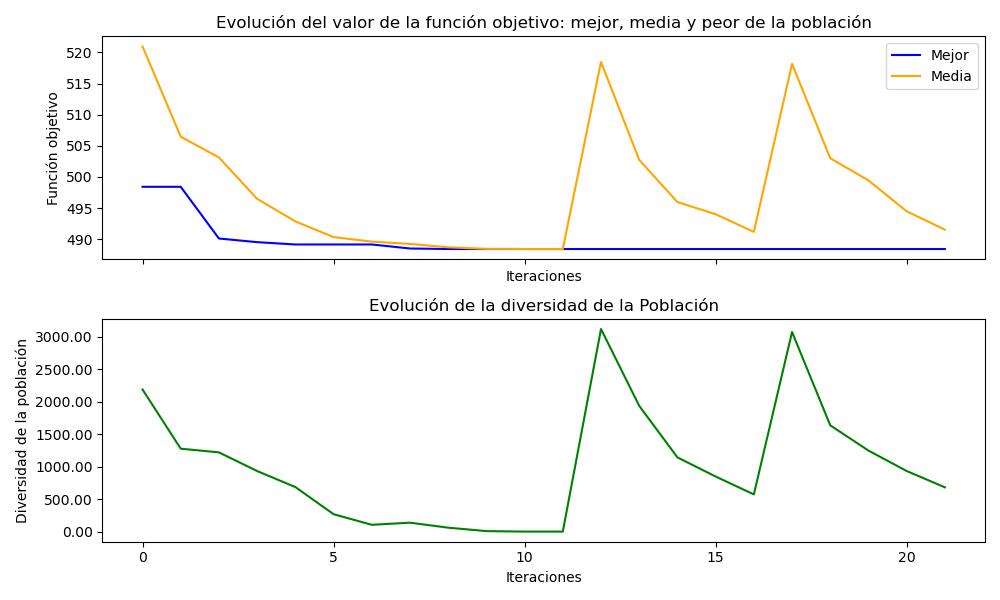 Evolución del valor de la función objetivo: mejor, media y peor de la población
Función objetivo
520
515
510
505
500
495
490
Mejor
Media
Iteraciones
Evolución de la diversidad de la Población
Diversidad de la población
3000.00
2500.00
2000.00
1500.00
1000.00
500.00
0.00
0 5 10 15 20
Iteraciones